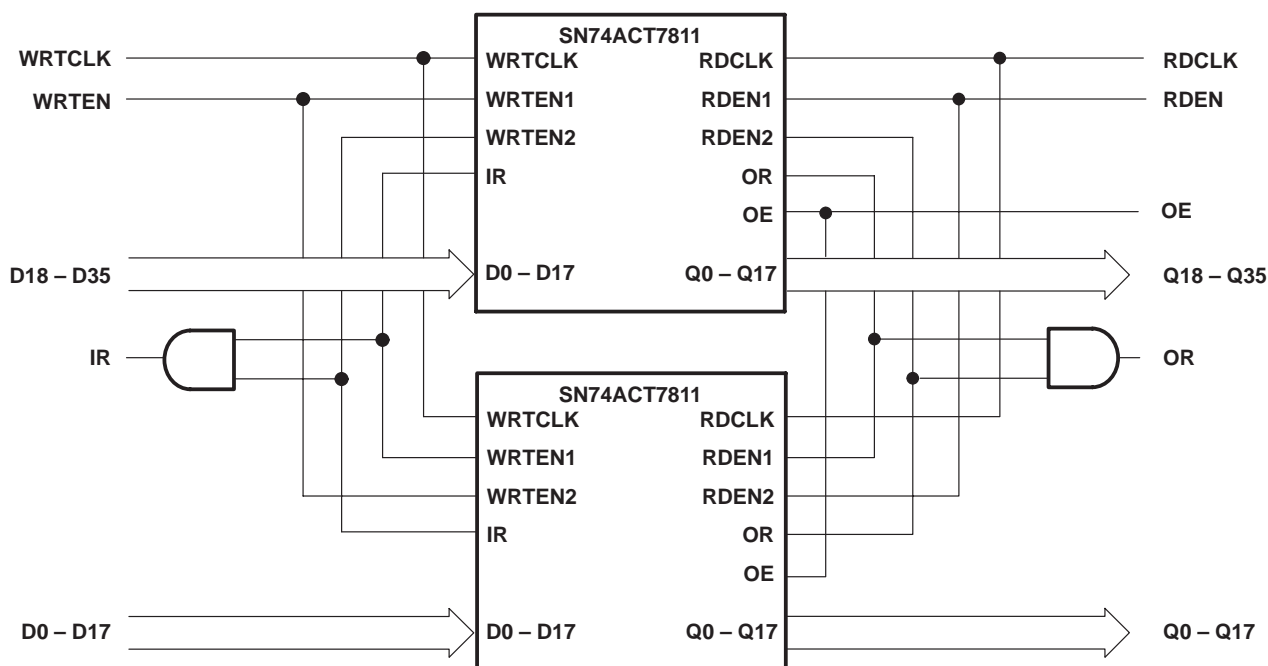 SN74ACT7811
WRTCLK WRTCLK RDCLK RDCLK
WRTEN WRTEN1 RDEN1 RDEN
WRTEN2 RDEN2
IR OR
OE OE
D18 – D35 D0 – D17 Q0 – Q17 Q18 – Q35
IR OR
SN74ACT7811
WRTCLK RDCLK
WRTEN1 RDEN1
WRTEN2 RDEN2
IR OR
OE
D0 – D17 D0 – D17 Q0 – Q17 Q0 – Q17